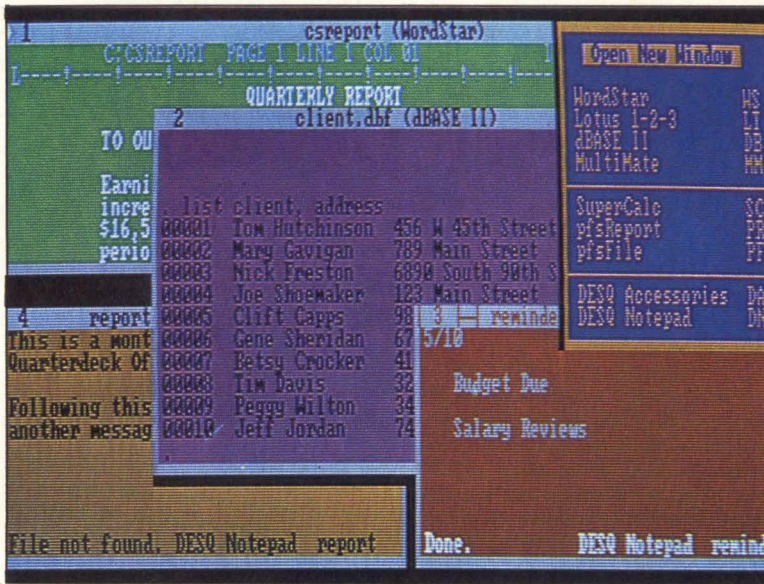 1 csreport (WordStar)
C:CSREPORT PAGE 1 LINE 1 COL 01
L----!----!----!----!----!----!----!----!----!----!---
QUARTERLY REPORT
TO OU
Earni
incre
$16,5
perio
2 client.dbf (dBASE II)
. list client, address
00001 Tom Hutchinson 456 W 45th Street
00002 Mary Gavigan 789 Main Street
00003 Nick Freston 6890 South 90th S
00004 Joe Shoemaker 123 Main Street
00005 Clift Capps 98
00006 Gene Sheridan 67
00007 Betsy Crocker 41
00008 Tim Davis 32
00009 Peggy Wilton 34
00010 Jeff Jordan 74
.
Open New Window
WordStar WS
Lotus 1-2-3 L1
dBASE II DB
MultiMate MM
SuperCalc SC
pfsReport PR
pfsFile PF
DESQ Accessories DA
DESQ Notepad DN
4 report
This is a mont
Quarterdeck Of
Following this
another messag
File not found. DESQ Notepad report
3 reminde
5/10
Budget Due
Salary Reviews
Done. DESQ Notepad remind